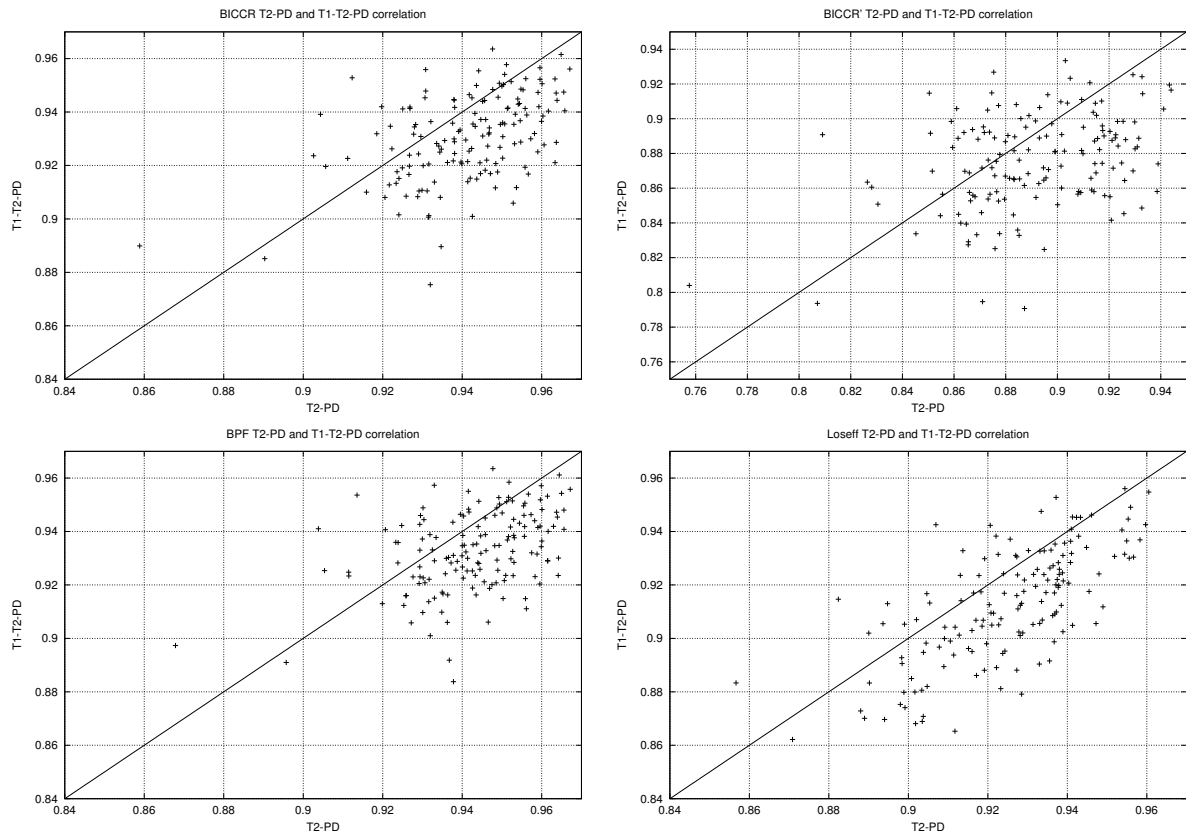 BICCR T2-PD and T1-T2-PD correlation
T1-T2-PD
0.96
0.94
0.92
0.9
0.88
0.86
0.84
0.84 0.86 0.88 0.9 0.92 0.94 0.96
T2-PD
BICCR' T2-PD and T1-T2-PD correlation
T1-T2-PD
0.94
0.92
0.9
0.88
0.86
0.84
0.82
0.8
0.78
0.76
0.76 0.78 0.8 0.82 0.84 0.86 0.88 0.9 0.92 0.94
T2-PD
BPF T2-PD and T1-T2-PD correlation
T1-T2-PD
0.96
0.94
0.92
0.9
0.88
0.86
0.84
0.84 0.86 0.88 0.9 0.92 0.94 0.96
T2-PD
Loseff T2-PD and T1-T2-PD correlation
T1-T2-PD
0.96
0.94
0.92
0.9
0.88
0.86
0.84
0.84 0.86 0.88 0.9 0.92 0.94 0.96
T2-PD